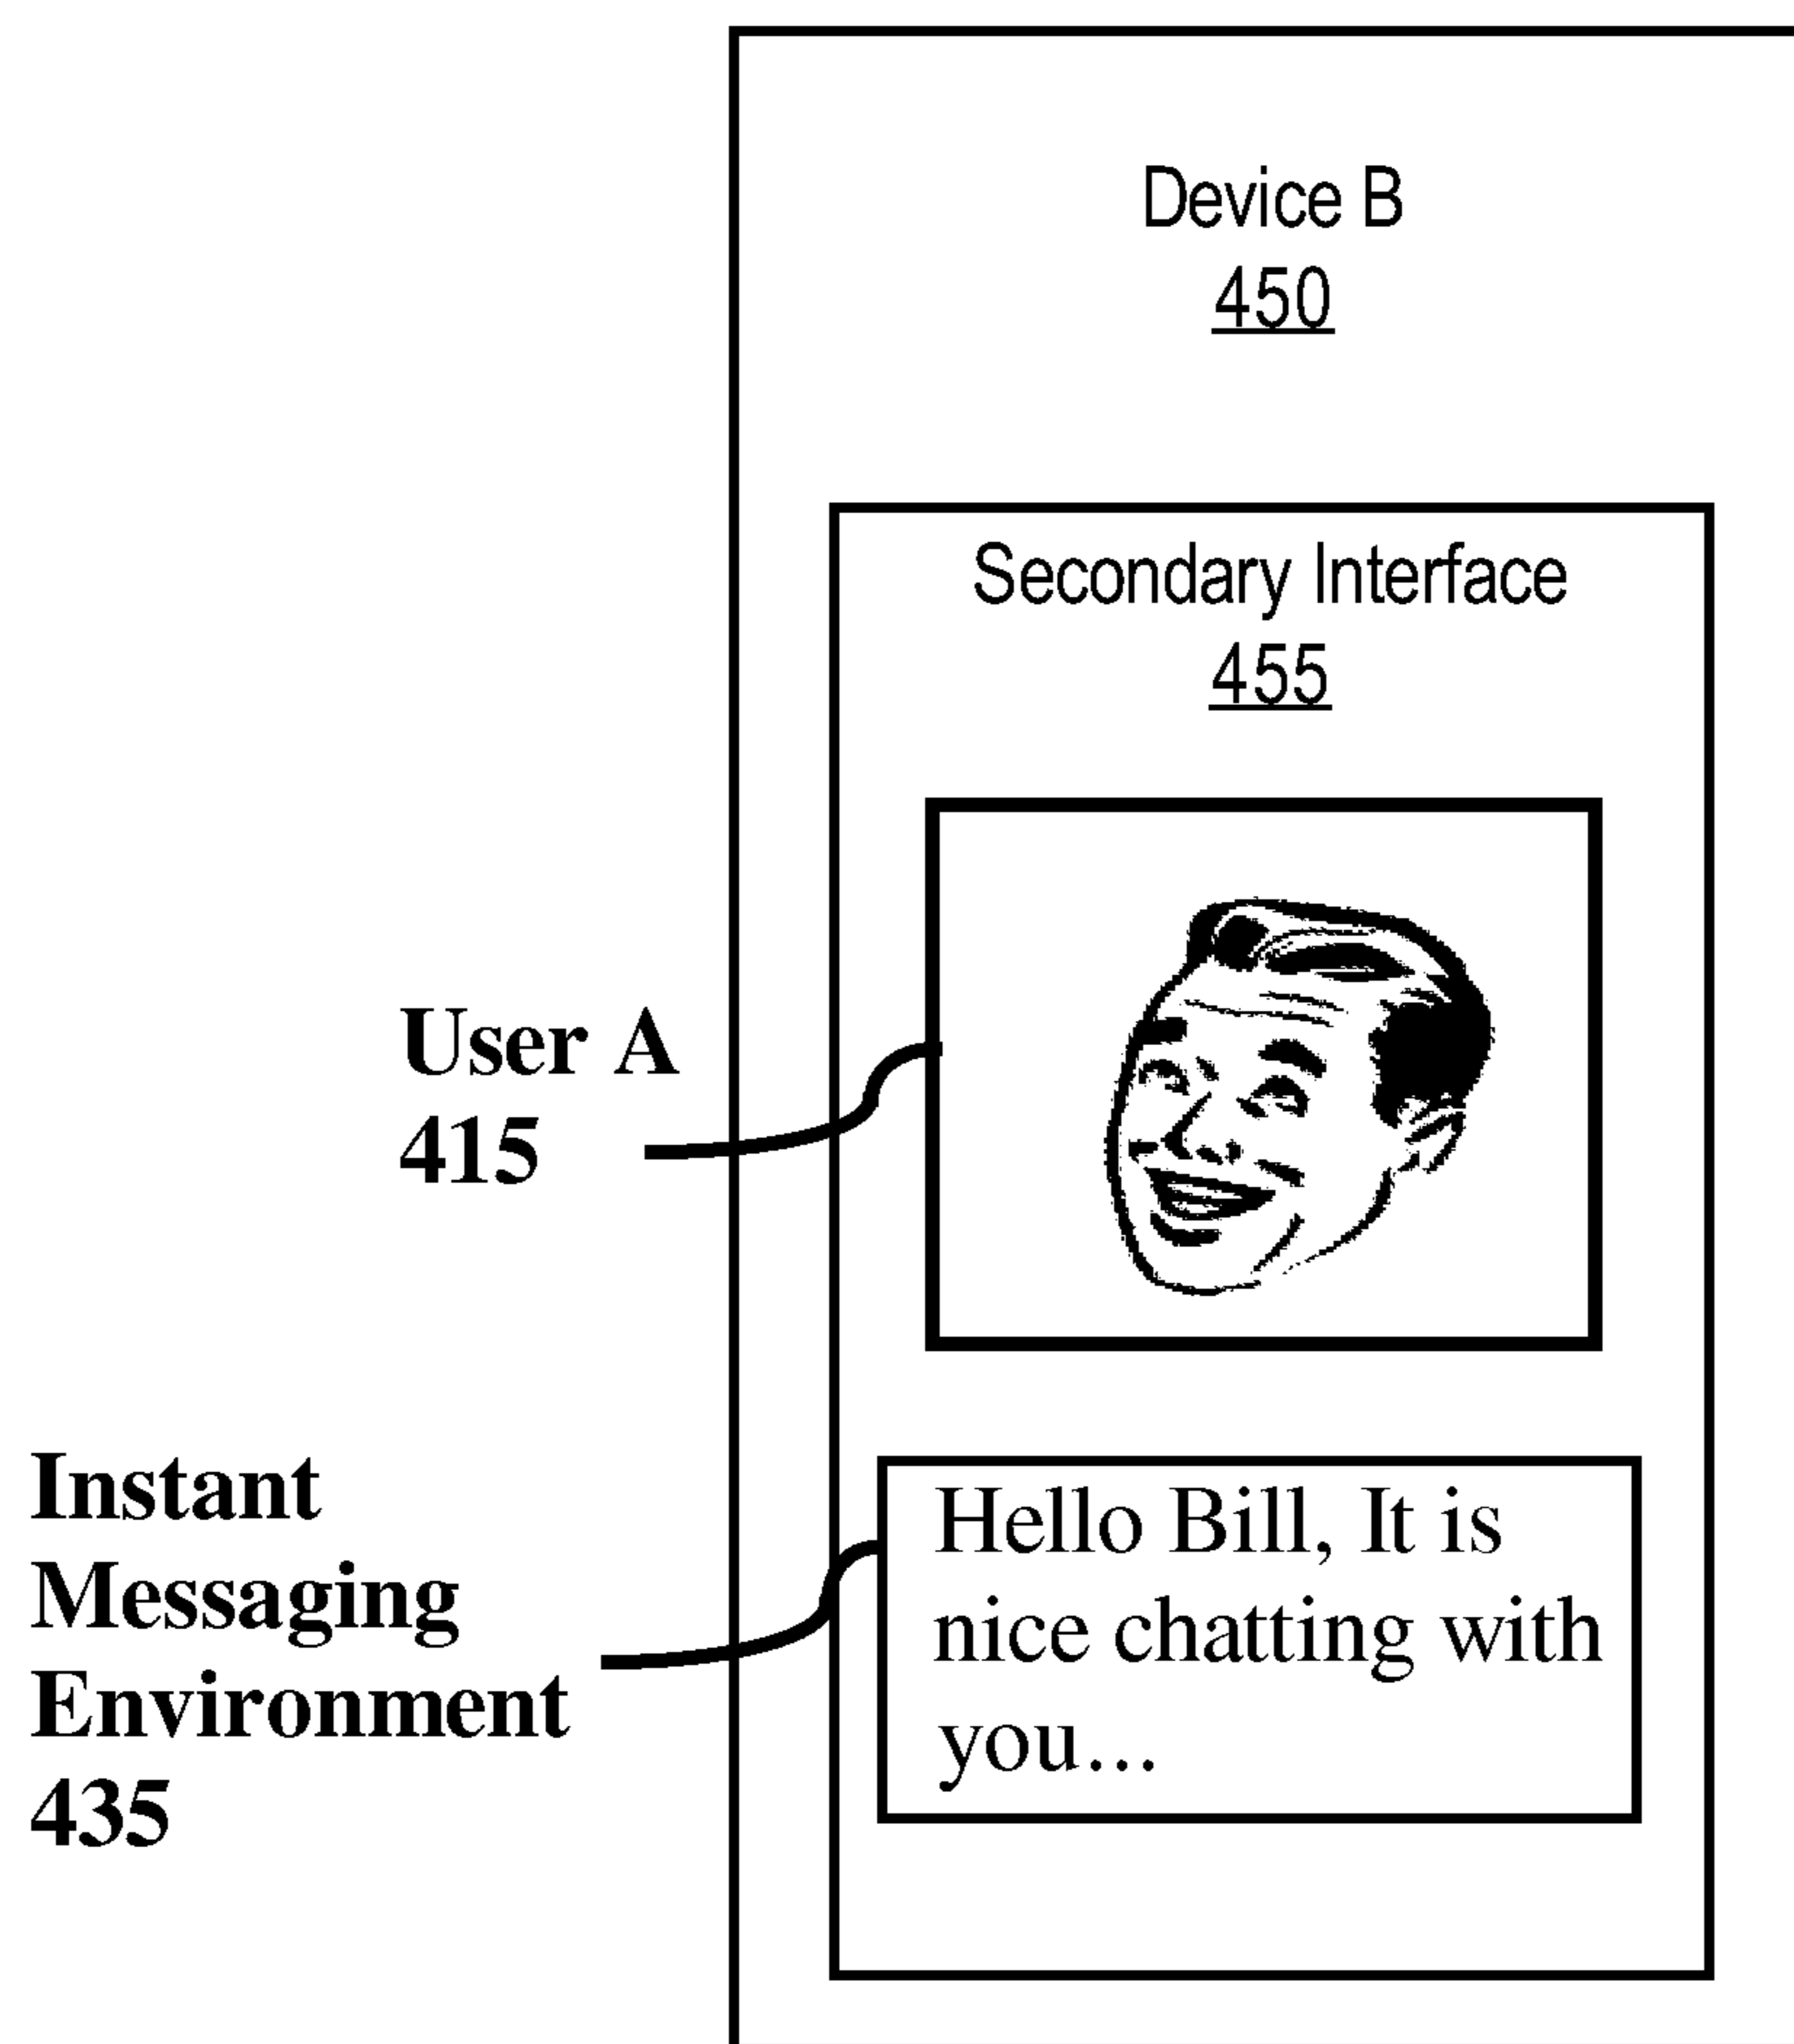 Device B
450
Secondary Interface
455
User A
415
Instant
Messaging
Environment
435
Hello Bill, It is
nice chatting with
you...